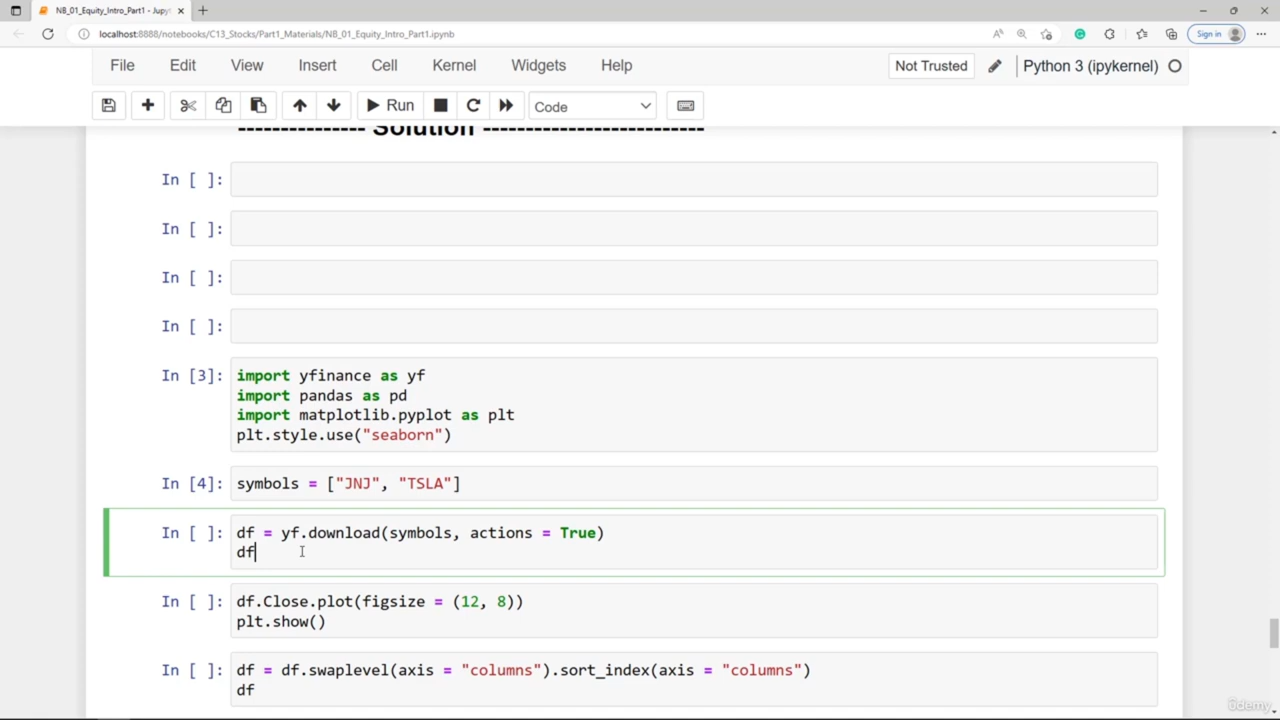 NB_01_Equity_Intro_Part1 - Jupyt
localhost:8888/notebooks/C13_Stocks/Part1_Materials/NB_01_Equity_Intro_Part1.ipynb
Sign in
File Edit View Insert Cell Kernel Widgets Help
Not Trusted
Python 3 (ipykernel)
Run
Code
--------------- Solution --------------------------
In [ ]:
In [ ]:
In [ ]:
In [ ]:
In [3]: import yfinance as yf
import pandas as pd
import matplotlib.pyplot as plt
plt.style.use("seaborn")
In [4]: symbols = ["JNJ", "TSLA"]
In [ ]: df = yf.download(symbols, actions = True)
df
In [ ]: df.Close.plot(figsize = (12, 8))
plt.show()
In [ ]: df = df.swaplevel(axis = "columns").sort_index(axis = "columns")
df
Udemy